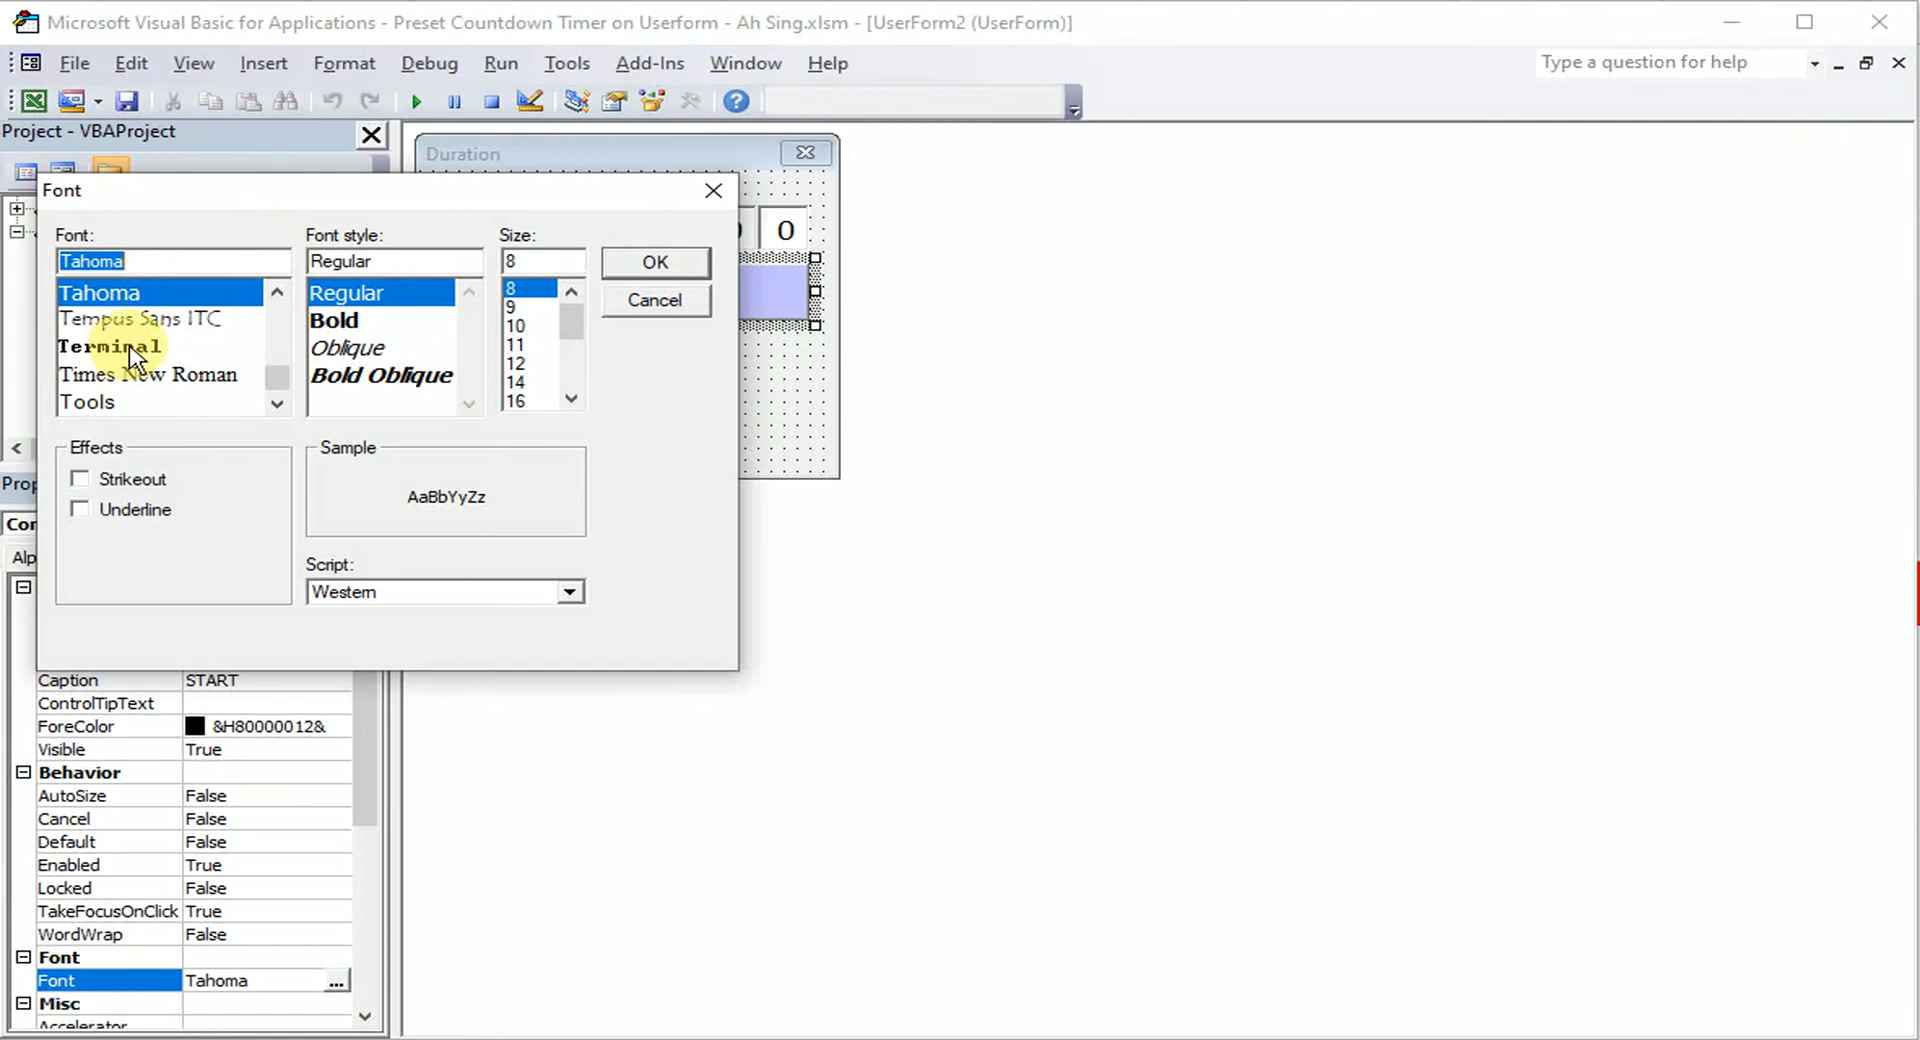 Microsoft Visual Basic for Applications - Preset Countdown Timer on Userform - Ah Sing.xlsm - [UserForm2 (UserForm)]
File Edit View Insert Format Debug Run Tools Add-Ins Window Help
Type a question for help
Project - VBAProject
Duration
0
Font
Font:
Font style:
Size:
Tahoma
Regular
8
OK
Cancel
Tahoma
Tempus Sans ITC
Terminal
Times New Roman
Tools
Regular
Bold
Oblique
Bold Oblique
8
9
10
11
12
14
16
Effects
Strikeout
Underline
Sample
AaBbYyZz
Script:
Western
Caption START
ControlTipText
ForeColor &H80000012&
Visible True
Behavior
AutoSize False
Cancel False
Default False
Enabled True
Locked False
TakeFocusOnClick True
WordWrap False
Font
Font Tahoma ...
Misc
Accelerator